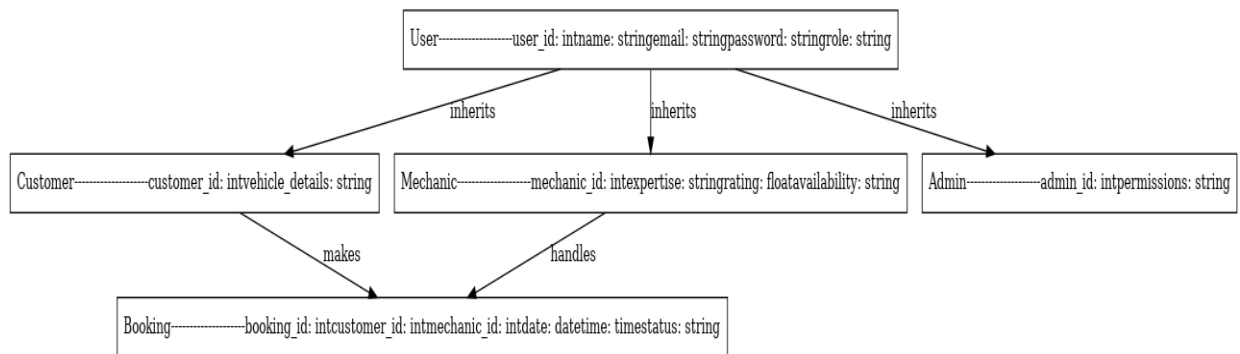 User--------------------user_id: intname: stringemail: stringpassword: stringrole: string
inherits
inherits
inherits
Customer--------------------customer_id: intvehicle_details: string
Mechanic--------------------mechanic_id: intexpertise: stringrating: floatavailability: string
Admin--------------------admin_id: intpermissions: string
makes
handles
Booking--------------------booking_id: intcustomer_id: intmechanic_id: intdate: datetime: timestatus: string